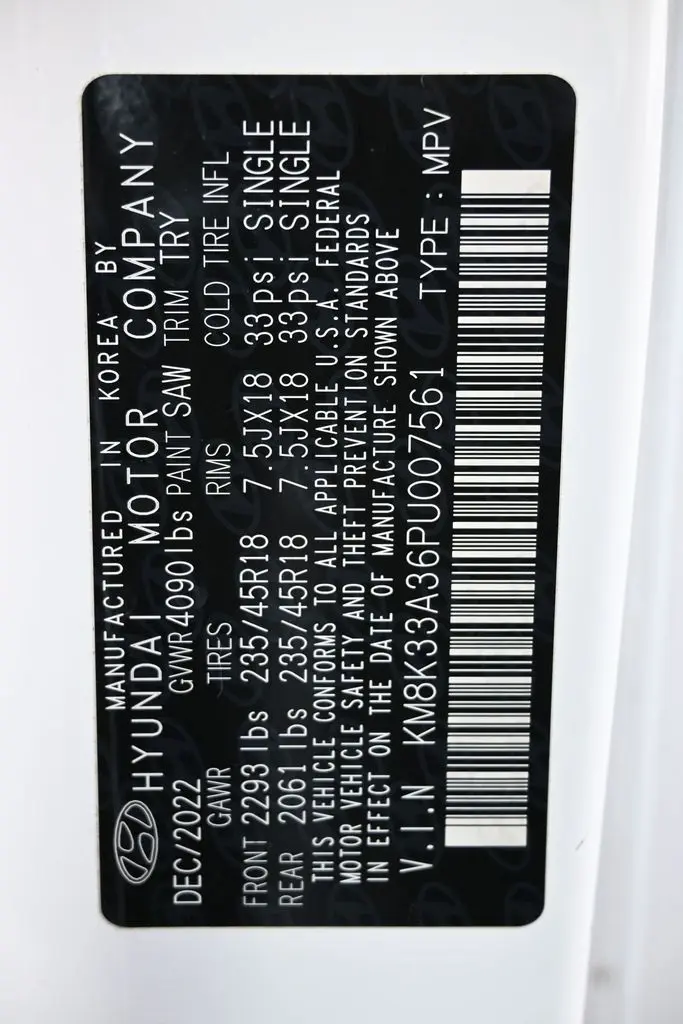 MANUFACTURED IN KOREA BY
HYUNDAI MOTOR COMPANY
DEC/2022 GVWR4090lbs PAINT SAW TRIM TRY
GAWR TIRES RIMS COLD TIRE INFL
FRONT 2293 lbs 235/45R18 7.5JX18 33psi SINGLE
REAR 2061 lbs 235/45R18 7.5JX18 33psi SINGLE
THIS VEHICLE CONFORMS TO ALL APPLICABLE U.S.A. FEDERAL
MOTOR VEHICLE SAFETY AND THEFT PREVENTION STANDARDS
IN EFFECT ON THE DATE OF MANUFACTURE SHOWN ABOVE
V.I.N KM8K33A36PU007561 TYPE : MPV